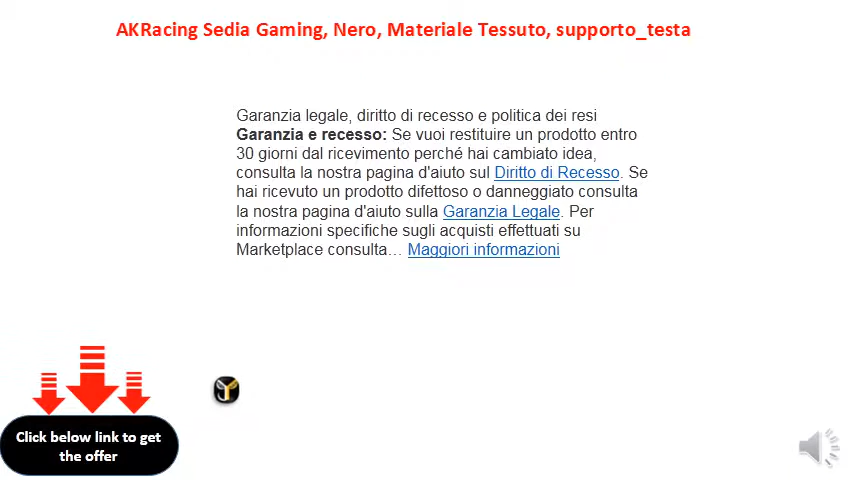 AKRacing Sedia Gaming, Nero, Materiale Tessuto, supporto_testa
Garanzia legale, diritto di recesso e politica dei resi
Garanzia e recesso: Se vuoi restituire un prodotto entro
30 giorni dal ricevimento perché hai cambiato idea,
consulta la nostra pagina d'aiuto sul Diritto di Recesso. Se
hai ricevuto un prodotto difettoso o danneggiato consulta
la nostra pagina d'aiuto sulla Garanzia Legale. Per
informazioni specifiche sugli acquisti effettuati su
Marketplace consulta… Maggiori informazioni
Click below link to get
the offer